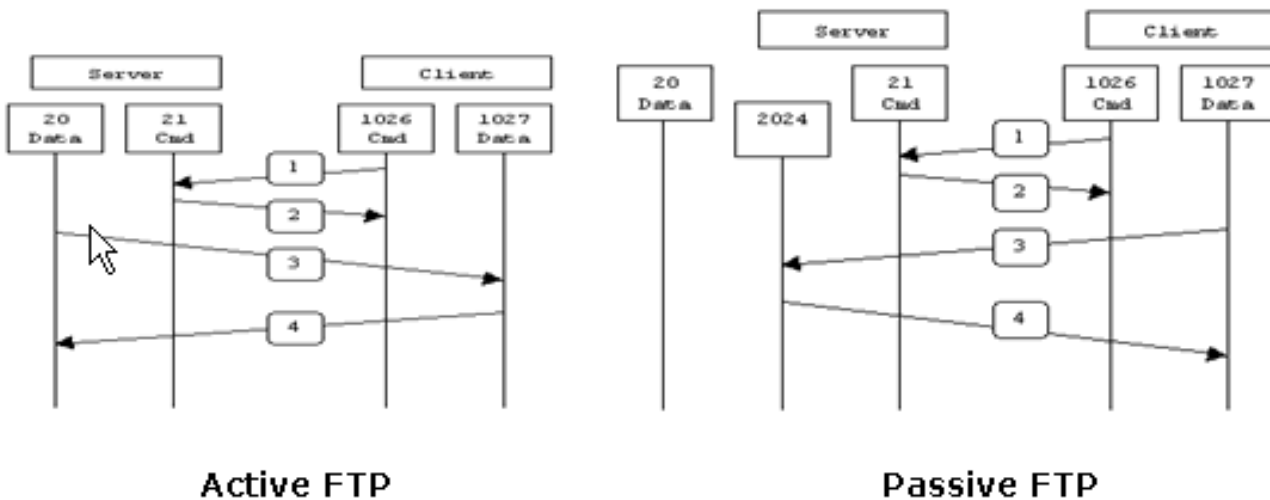 Server
Client
20
Data
21
Cmd
1026
Cmd
1027
Data
1
2
3
4
Active FTP
Server
Client
20
Data
2024
21
Cmd
1026
Cmd
1027
Data
1
2
3
4
Passive FTP